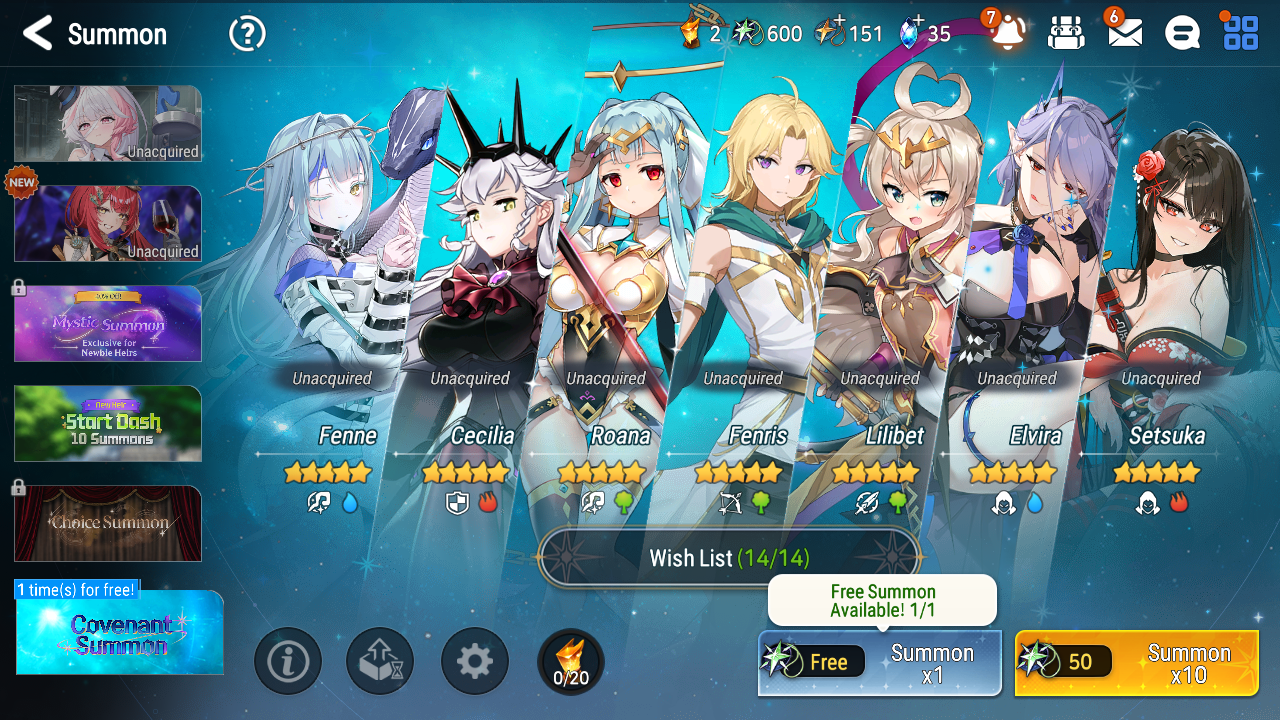 Summon
?
2
600
151
35
7
6
Unacquired
NEW
Unacquired
Mystic Summon
Exclusive for
Newbie Heirs
New Heir
Start Dash
10 Summons
Choice Summon
1 time(s) for free!
Covenant
Summon
Unacquired
Unacquired
Unacquired
Unacquired
Unacquired
Unacquired
Unacquired
Fenne
Cecilia
Roana
Fenris
Lilibet
Elvira
Setsuka
Wish List (14/14)
Free Summon
Available! 1/1
0/20
Free
Summon
x1
50
Summon
x10